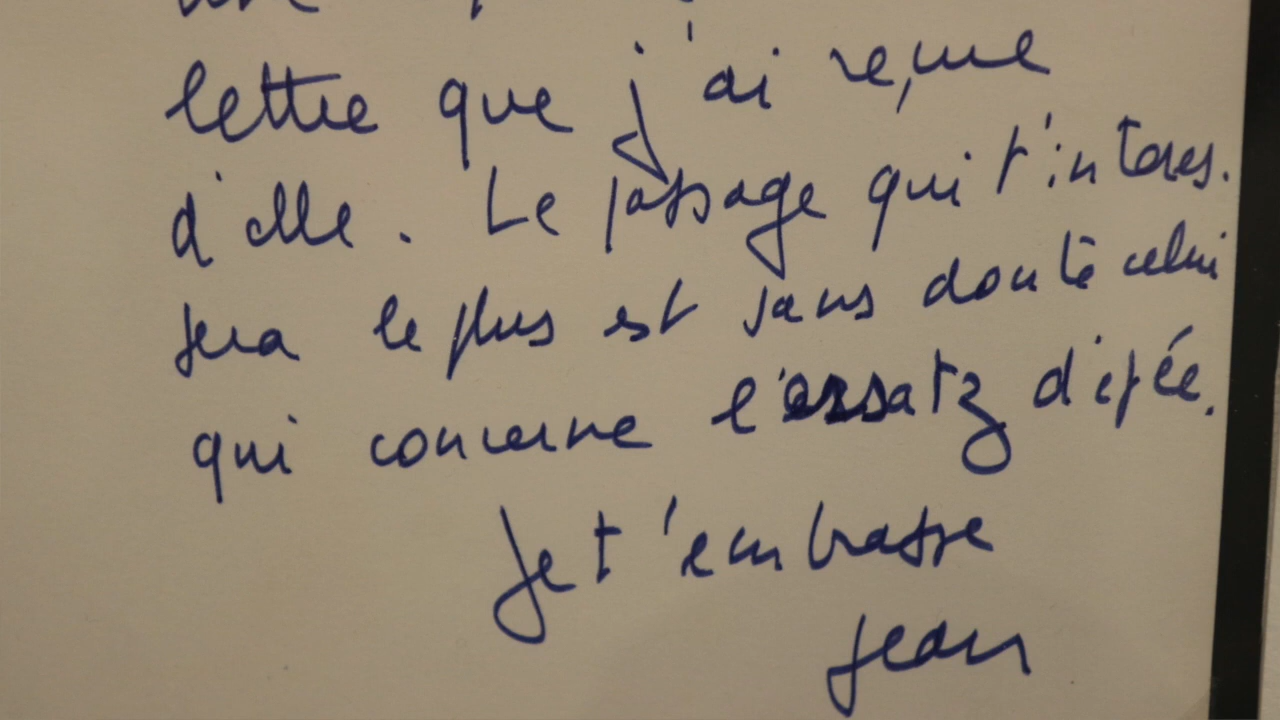 lettre que j'ai reçue
d'elle. Le passage qui t'intéres.
sera le plus est sans doute celui
qui concerne l'ersatz d'épée.
Je t'embrasse
Jean